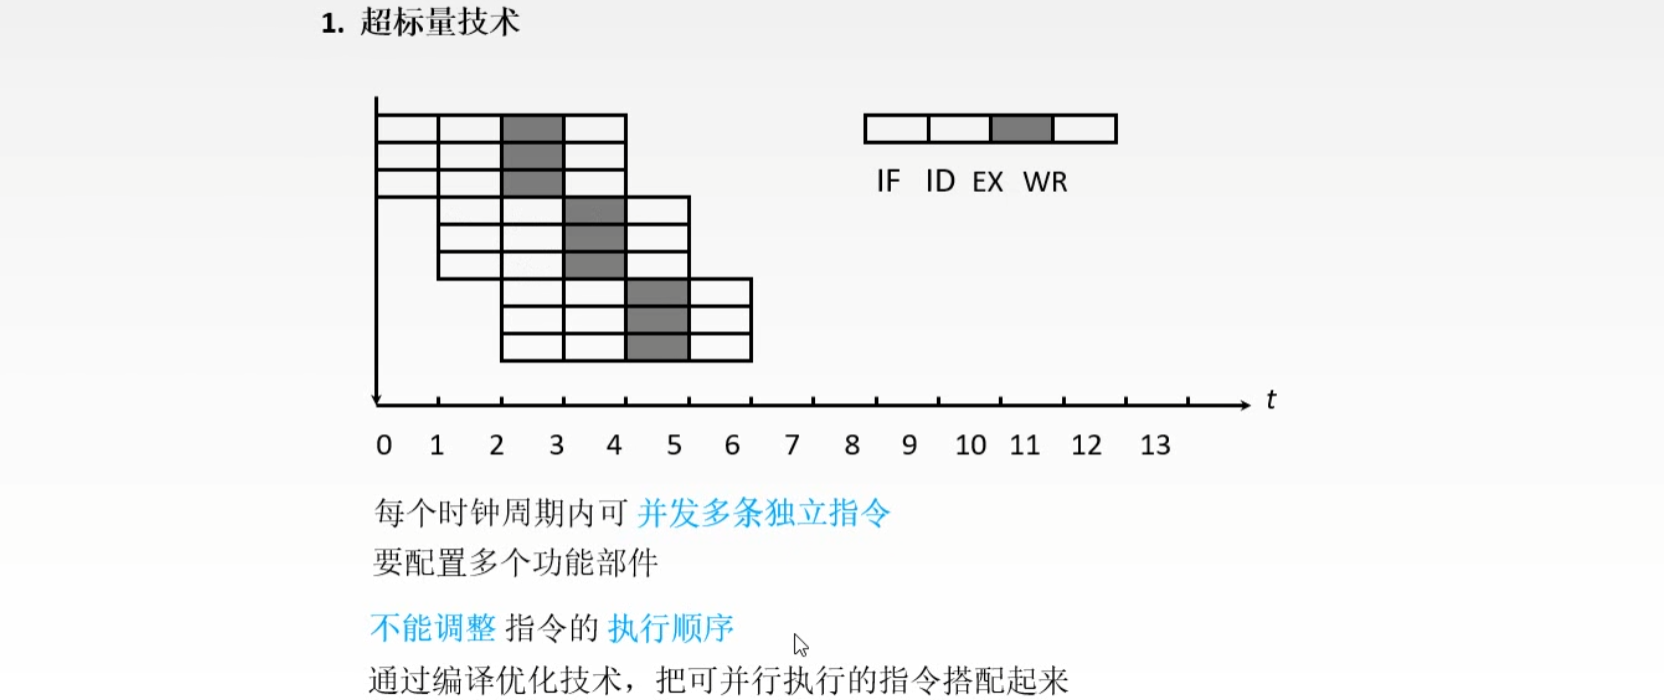 1. 超标量技术
IF ID EX WR
t
0 1 2 3 4 5 6 7 8 9 10 11 12 13
每个时钟周期内可 并发多条独立指令
要配置多个功能部件
不能调整 指令的 执行顺序
通过编译优化技术，把可并行执行的指令搭配起来